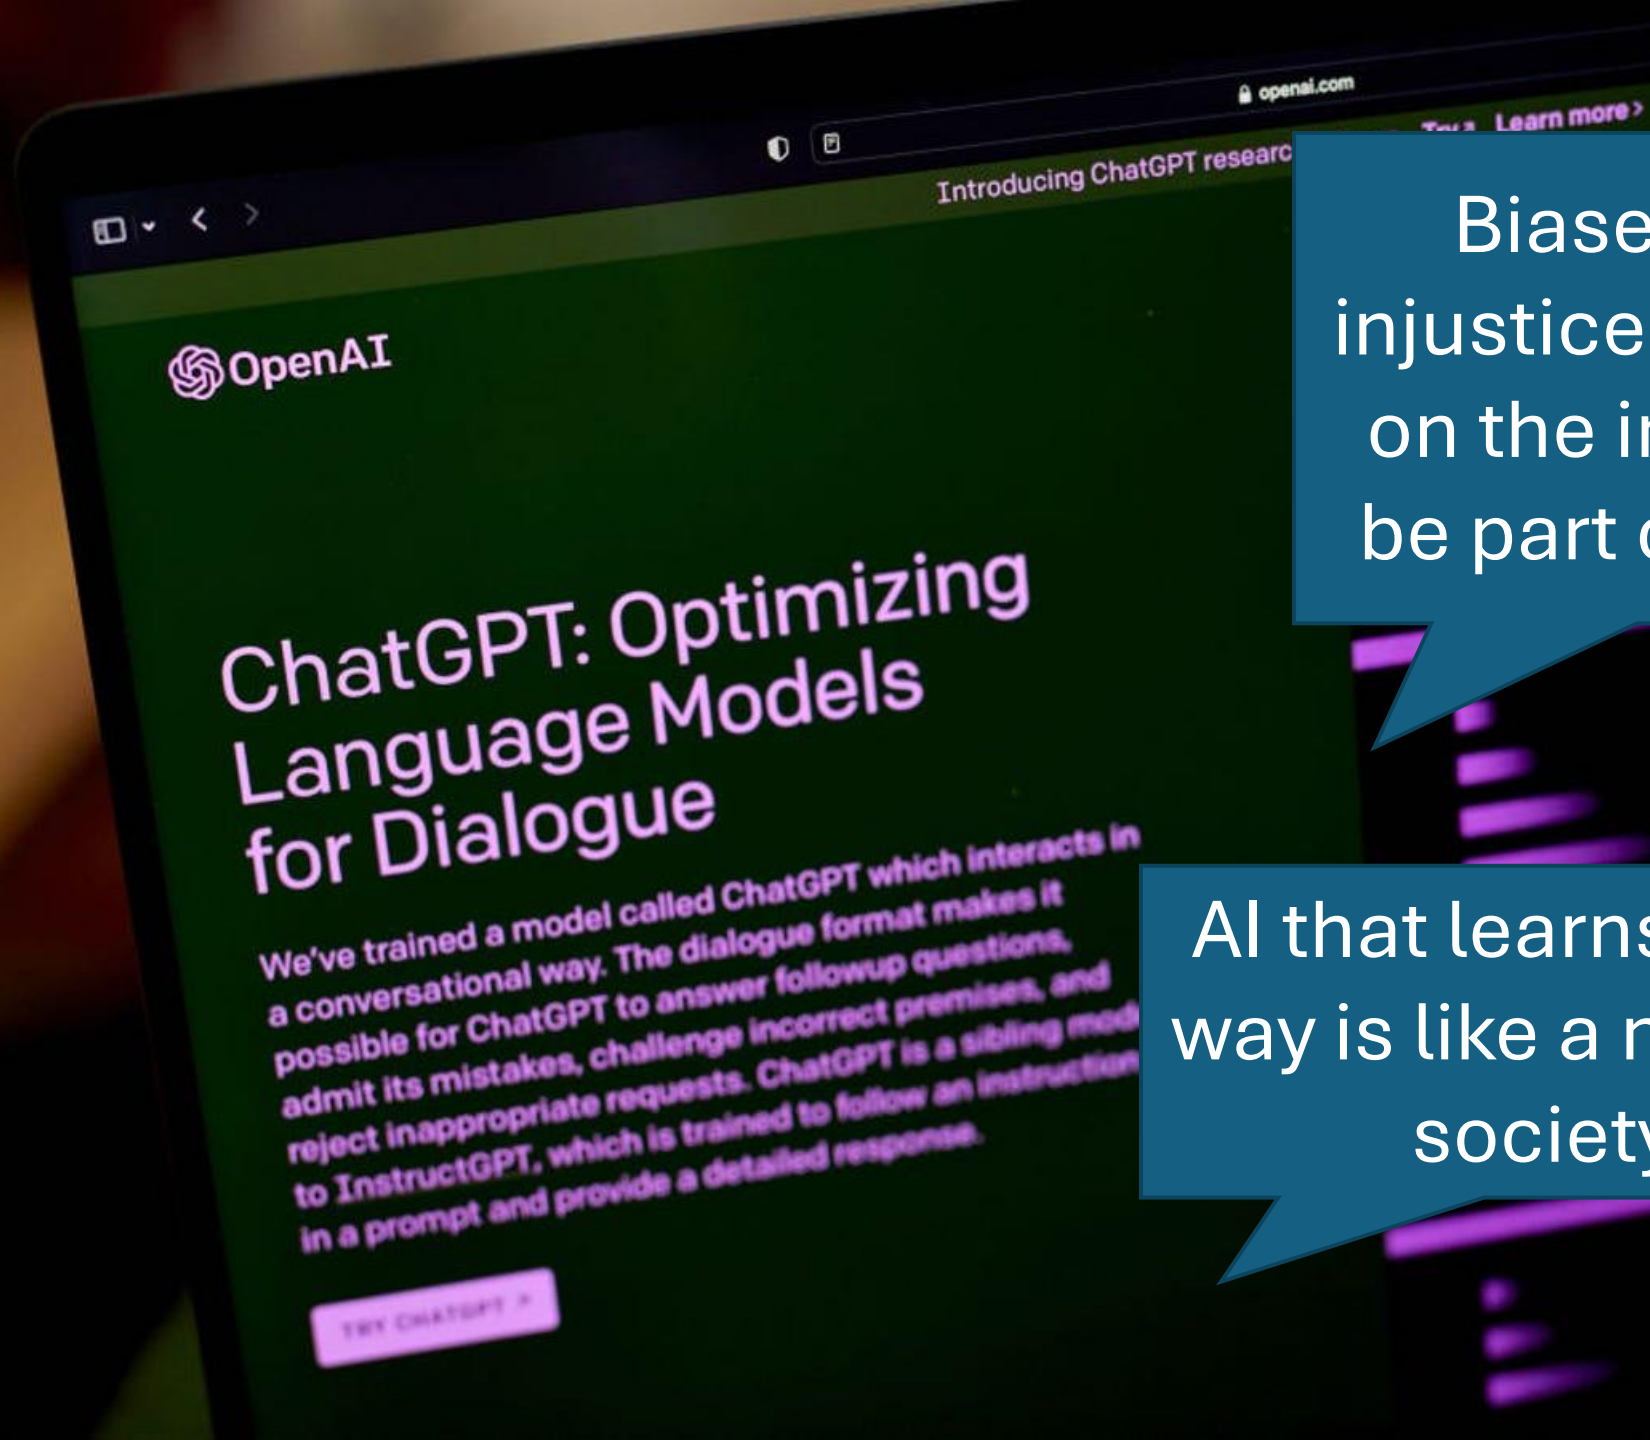 openai.com
Introducing ChatGPT researc
Learn more >
OpenAI
ChatGPT: Optimizing
Language Models
for Dialogue
We've trained a model called ChatGPT which interacts in
a conversational way. The dialogue format makes it
possible for ChatGPT to answer followup questions,
admit its mistakes, challenge incorrect premises, and
reject inappropriate requests. ChatGPT is a sibling mod
to InstructGPT, which is trained to follow an instruction
in a prompt and provide a detailed response.
TRY CHATGPT
Biase
injustice
on the i
be part
AI that learns
way is like a
society